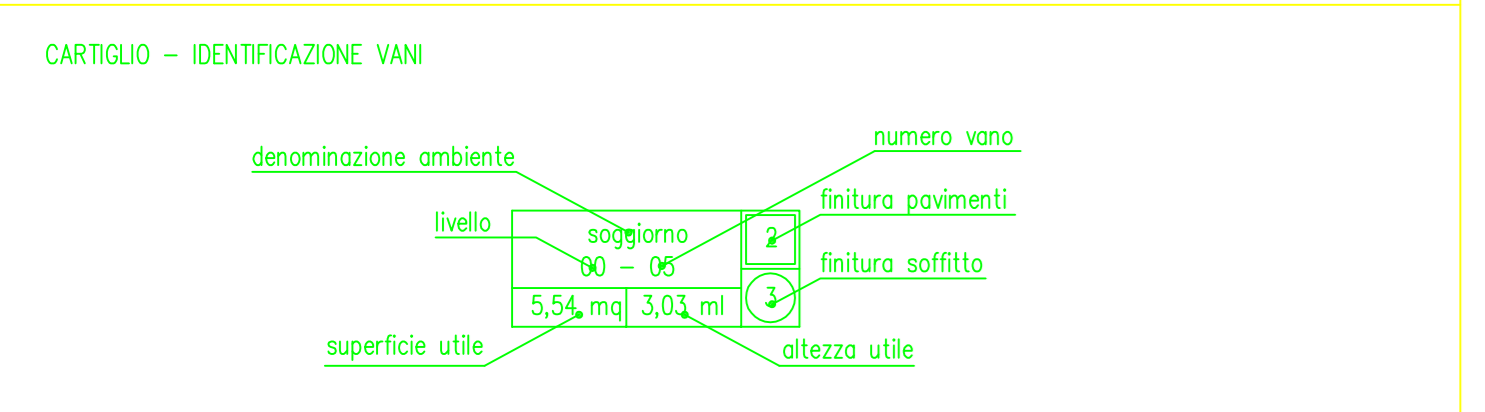 CARTIGLIO - IDENTIFICAZIONE VANI
numero vano
denominazione ambiente
finitura pavimenti
livello
soggiorno
2
00 - 05
finitura soffitto
5,54 mq
3,03 ml
3
superficie utile
altezza utile